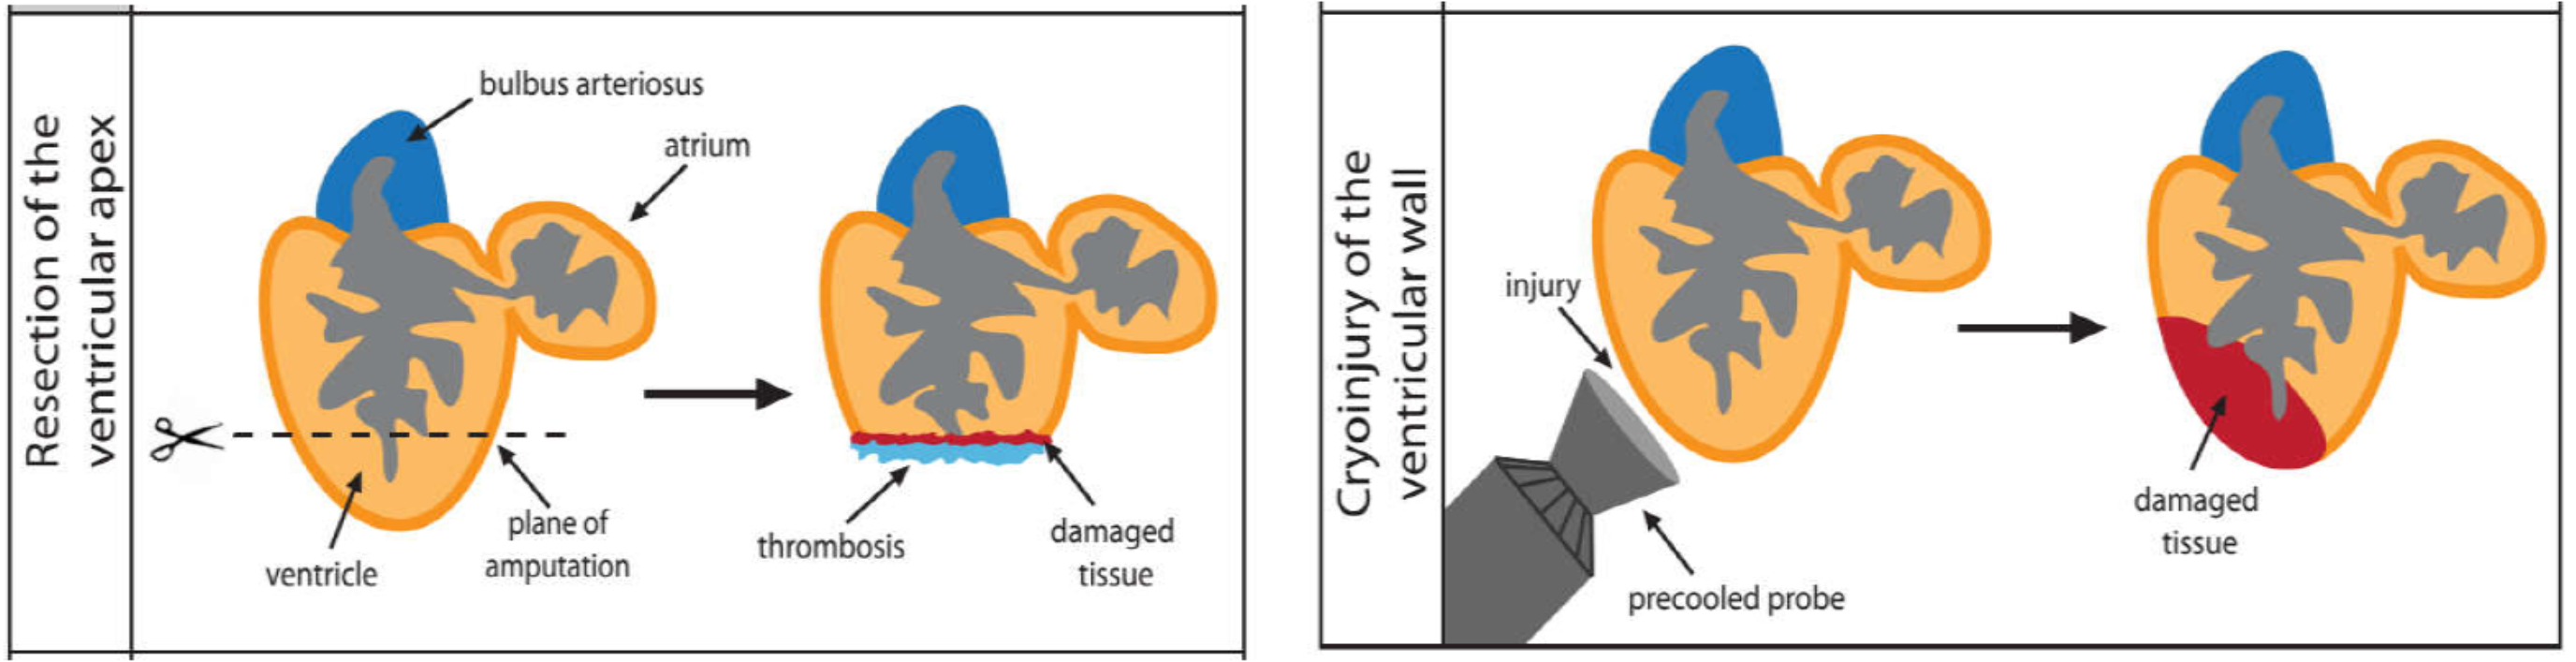 Resection of the
ventricular apex
bulbus arteriosus
atrium
ventricle
plane of
amputation
thrombosis
damaged
tissue
Cryoinjury of the
ventricular wall
injury
precooled probe
damaged
tissue